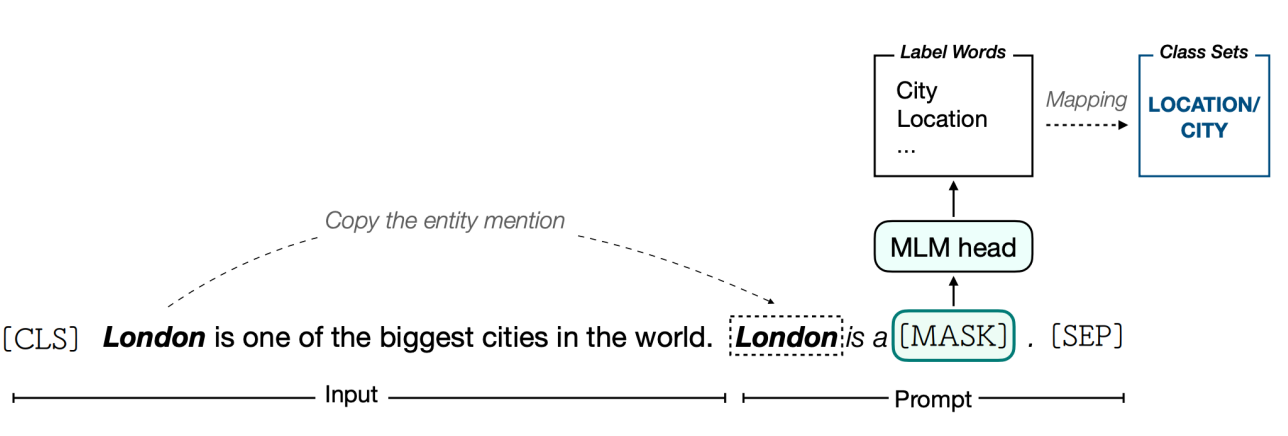 Label Words
City
Location
...
Mapping
Class Sets
LOCATION/
CITY
Copy the entity mention
MLM head
[CLS] London is one of the biggest cities in the world. London is a [MASK] . [SEP]
Input
Prompt